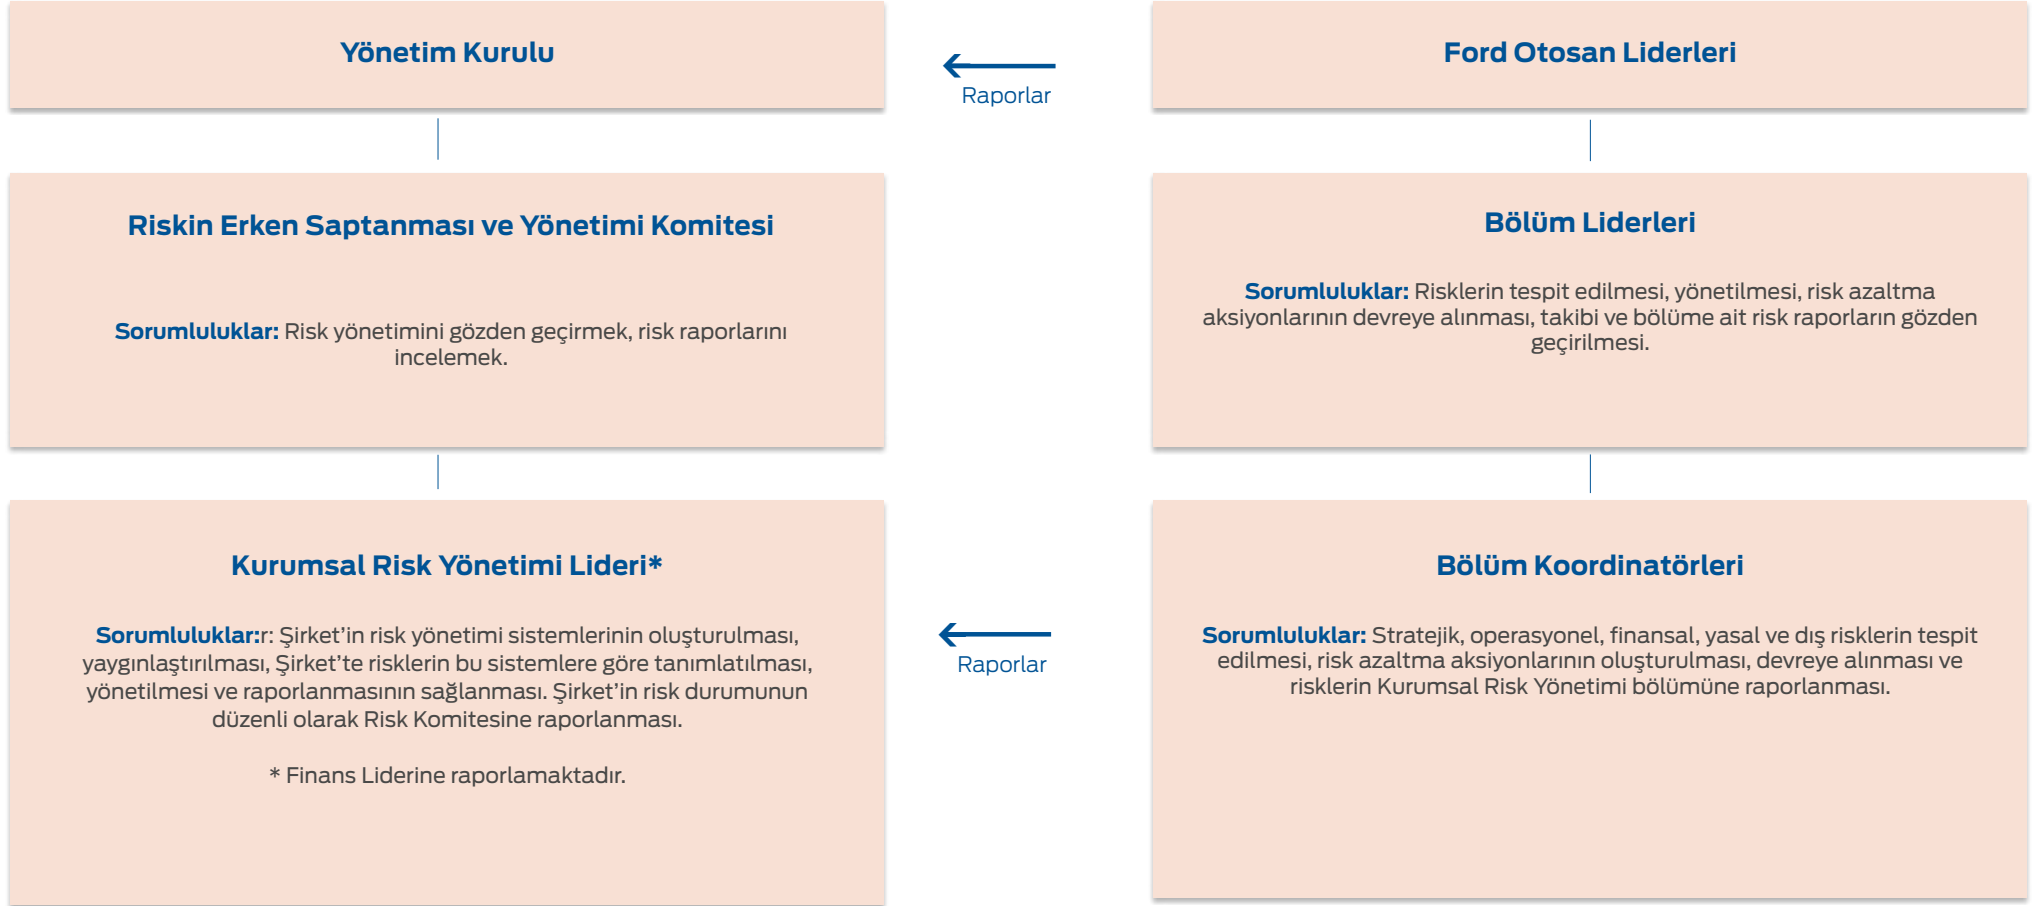 Yönetim Kurulu
Raporlar
Ford Otosan Liderleri
Riskin Erken Saptanması ve Yönetimi Komitesi
Sorumluluklar: Risk yönetimini gözden geçirmek, risk raporlarını
incelemek.
Bölüm Liderleri
Sorumluluklar: Risklerin tespit edilmesi, yönetilmesi, risk azaltma
aksiyonlarının devreye alınması, takibi ve bölüme ait risk raporların gözden
geçirilmesi.
Kurumsal Risk Yönetimi Lideri*
Sorumluluklar:r: Şirket’in risk yönetimi sistemlerinin oluşturulması,
yaygınlaştırılması, Şirket’te risklerin bu sistemlere göre tanımlatılması,
yönetilmesi ve raporlanmasının sağlanması. Şirket’in risk durumunun
düzenli olarak Risk Komitesine raporlanması.
* Finans Liderine raporlamaktadır.
Raporlar
Bölüm Koordinatörleri
Sorumluluklar: Stratejik, operasyonel, finansal, yasal ve dış risklerin tespit
edilmesi, risk azaltma aksiyonlarının oluşturulması, devreye alınması ve
risklerin Kurumsal Risk Yönetimi bölümüne raporlanması.